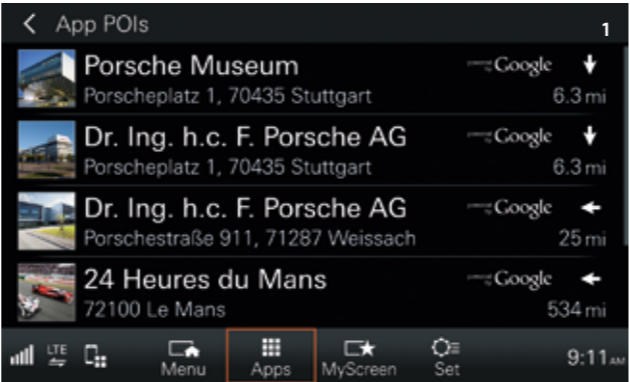 App POIs
1
Porsche Museum
Google
Porscheplatz 1, 70435 Stuttgart
6.3 mi
Dr. Ing. h.c. F. Porsche AG
Google
Porscheplatz 1, 70435 Stuttgart
6.3 mi
Dr. Ing. h.c. F. Porsche AG
Google
Porschestraße 911, 71287 Weissach
25 mi
24 Heures du Mans
Google
72100 Le Mans
534 mi
LTE
Menu
Apps
MyScreen
Set
9:11 AM